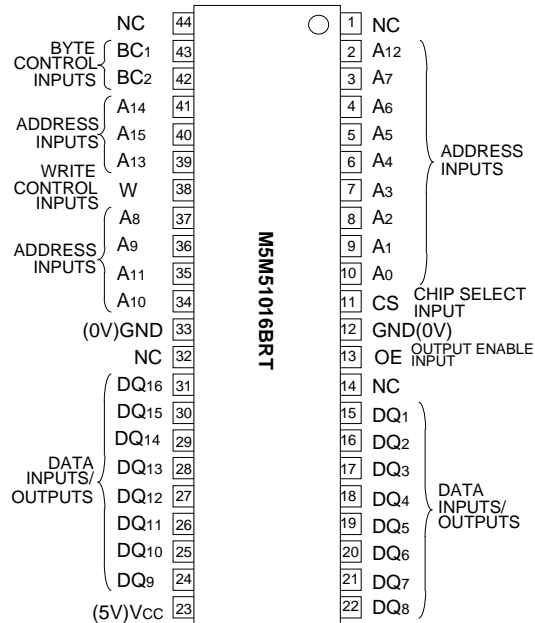 NC 44 1 NC
BYTE CONTROL INPUTS
BC1 43 2 A12
BC2 42 3 A7
ADDRESS INPUTS
A14 41 4 A6
A15 40 5 A5
A13 39 6 A4
ADDRESS INPUTS
WRITE CONTROL INPUTS
W 38 7 A3
A8 37 8 A2
A9 36 9 A1
ADDRESS INPUTS
A11 35 10 A0
A10 34 11 CS CHIP SELECT INPUT
(0V)GND 33 12 GND(0V)
NC 32 13 OE OUTPUT ENABLE INPUT
M5M51016BRT
DQ16 31 14 NC
DQ15 30 15 DQ1
DQ14 29 16 DQ2
DATA INPUTS/ OUTPUTS
DQ13 28 17 DQ3
DQ12 27 18 DQ4
DATA INPUTS/ OUTPUTS
DQ11 26 19 DQ5
DQ10 25 20 DQ6
DQ9 24 21 DQ7
(5V)VCC 23 22 DQ8